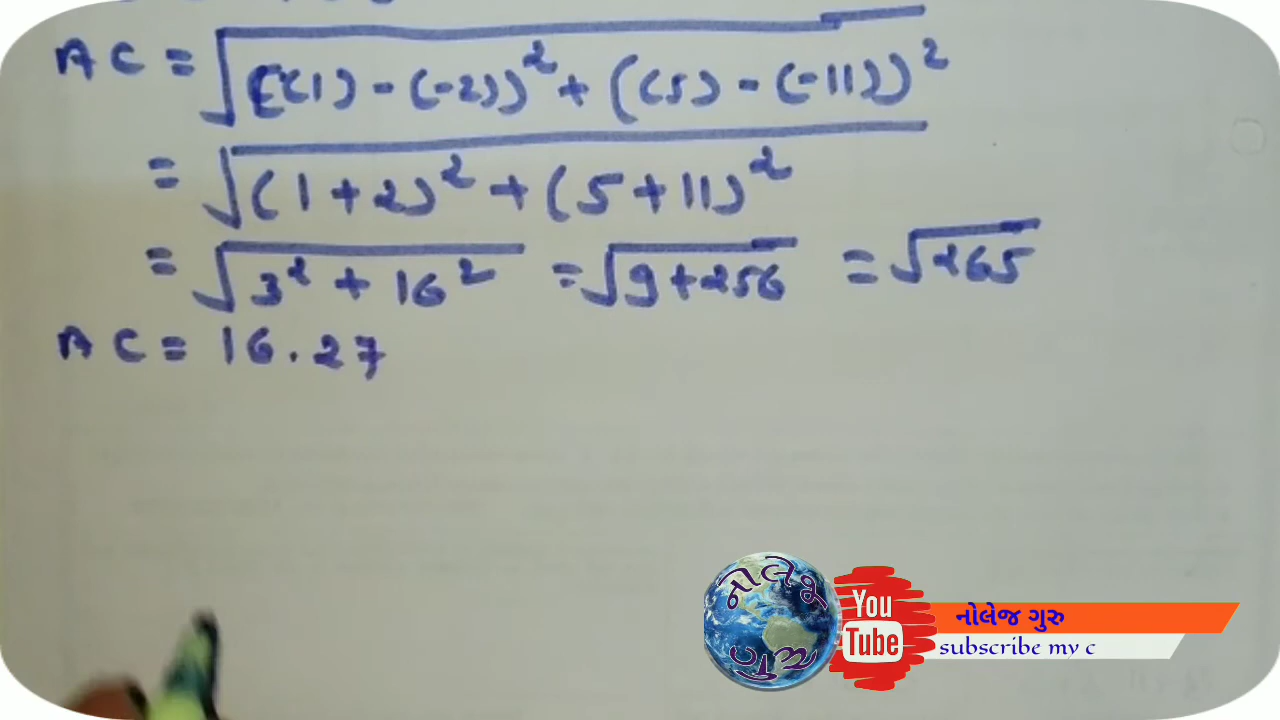 AC = √((1) - (-2))² + ((5) - (-11))²
= √(1+2)² + (5+11)²
= √3² + 16² = √9+256 = √265
AC = 16.27
નોલેજ
ગુરુ
You
Tube
નોલેજ ગુરુ
subscribe my c